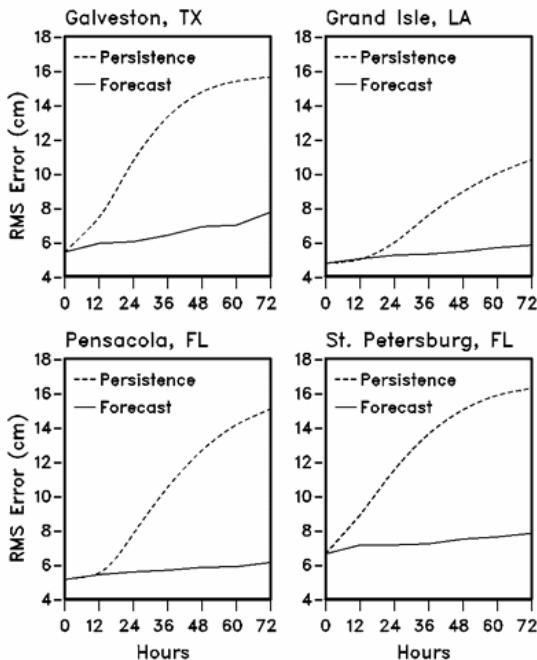 Galveston, TX
18
16
14
12
10
8
6
4
RMS Error (cm)
Persistence
Forecast
0 12 24 36 48 60 72
Grand Isle, LA
18
16
14
12
10
8
6
4
Persistence
Forecast
0 12 24 36 48 60 72
Pensacola, FL
18
16
14
12
10
8
6
4
RMS Error (cm)
Persistence
Forecast
0 12 24 36 48 60 72
Hours
St. Petersburg, FL
18
16
14
12
10
8
6
4
Persistence
Forecast
0 12 24 36 48 60 72
Hours